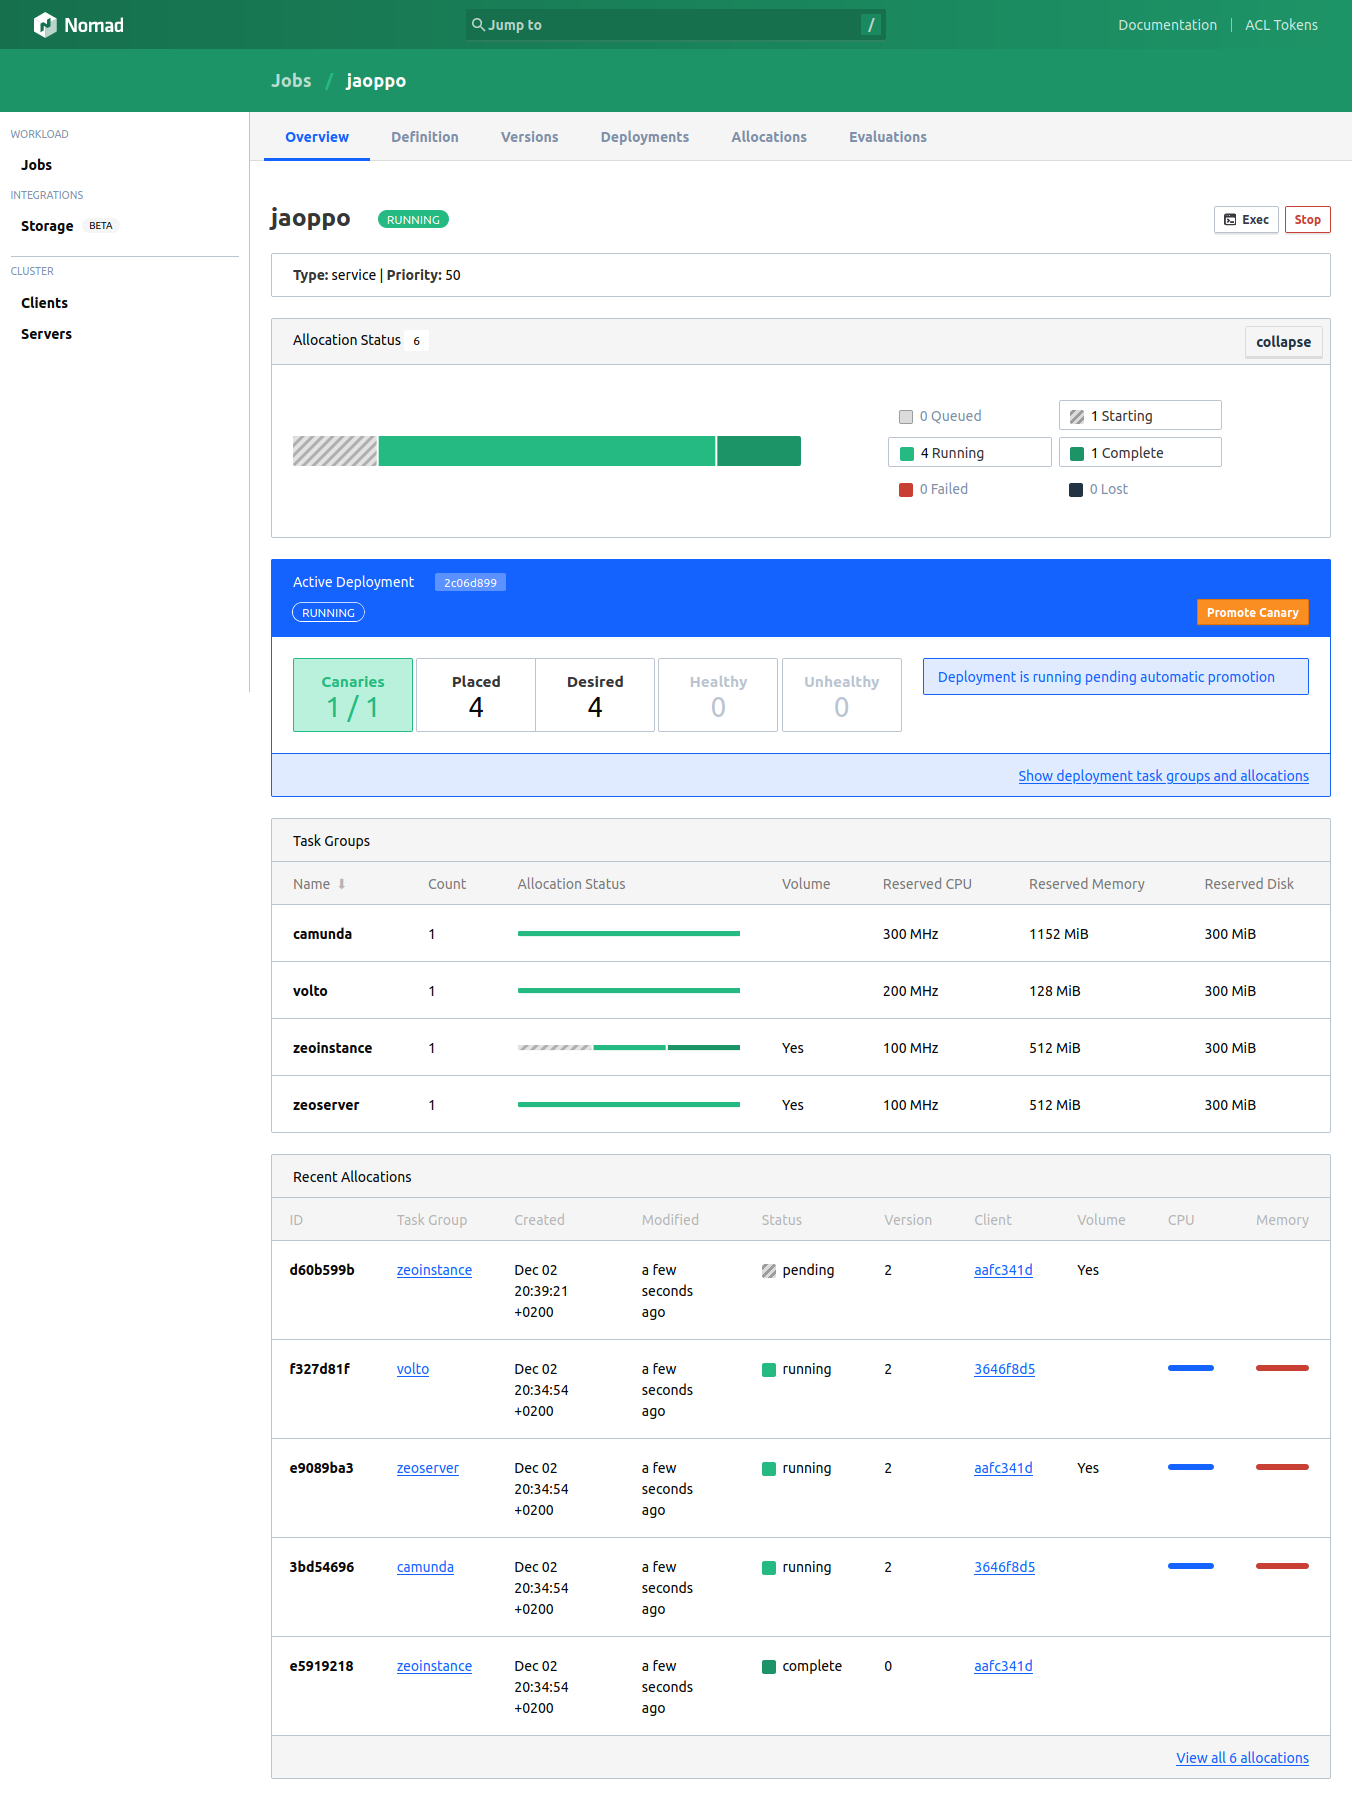 Nomad
Jump to /
Documentation | ACL Tokens
Jobs / jaoppo
WORKLOAD
Jobs
INTEGRATIONS
Storage BETA
CLUSTER
Clients
Servers
Overview Definition Versions Deployments Allocations Evaluations
jaoppo RUNNING Exec Stop
Type: service | Priority: 50
Allocation Status 6 collapse
0 Queued 1 Starting
4 Running 1 Complete
0 Failed 0 Lost
Active Deployment 2c06d899
RUNNING Promote Canary
Canaries Placed Desired Healthy Unhealthy
1 / 1 4 4 0 0
Deployment is running pending automatic promotion
Show deployment task groups and allocations
Task Groups
Name Count Allocation Status Volume Reserved CPU Reserved Memory Reserved Disk
camunda 1 300 MHz 1152 MiB 300 MiB
volto 1 200 MHz 128 MiB 300 MiB
zeoinstance 1 Yes 100 MHz 512 MiB 300 MiB
zeoserver 1 Yes 100 MHz 512 MiB 300 MiB
Recent Allocations
ID Task Group Created Modified Status Version Client Volume CPU Memory
d60b599b zeoinstance Dec 02 a few pending 2 aafc341d Yes
20:39:21 seconds
+0200 ago
f327d81f volto Dec 02 a few running 2 3646f8d5
20:34:54 seconds
+0200 ago
e9089ba3 zeoserver Dec 02 a few running 2 aafc341d Yes
20:34:54 seconds
+0200 ago
3bd54696 camunda Dec 02 a few running 2 3646f8d5
20:34:54 seconds
+0200 ago
e5919218 zeoinstance Dec 02 a few complete 0 aafc341d
20:34:54 seconds
+0200 ago
View all 6 allocations